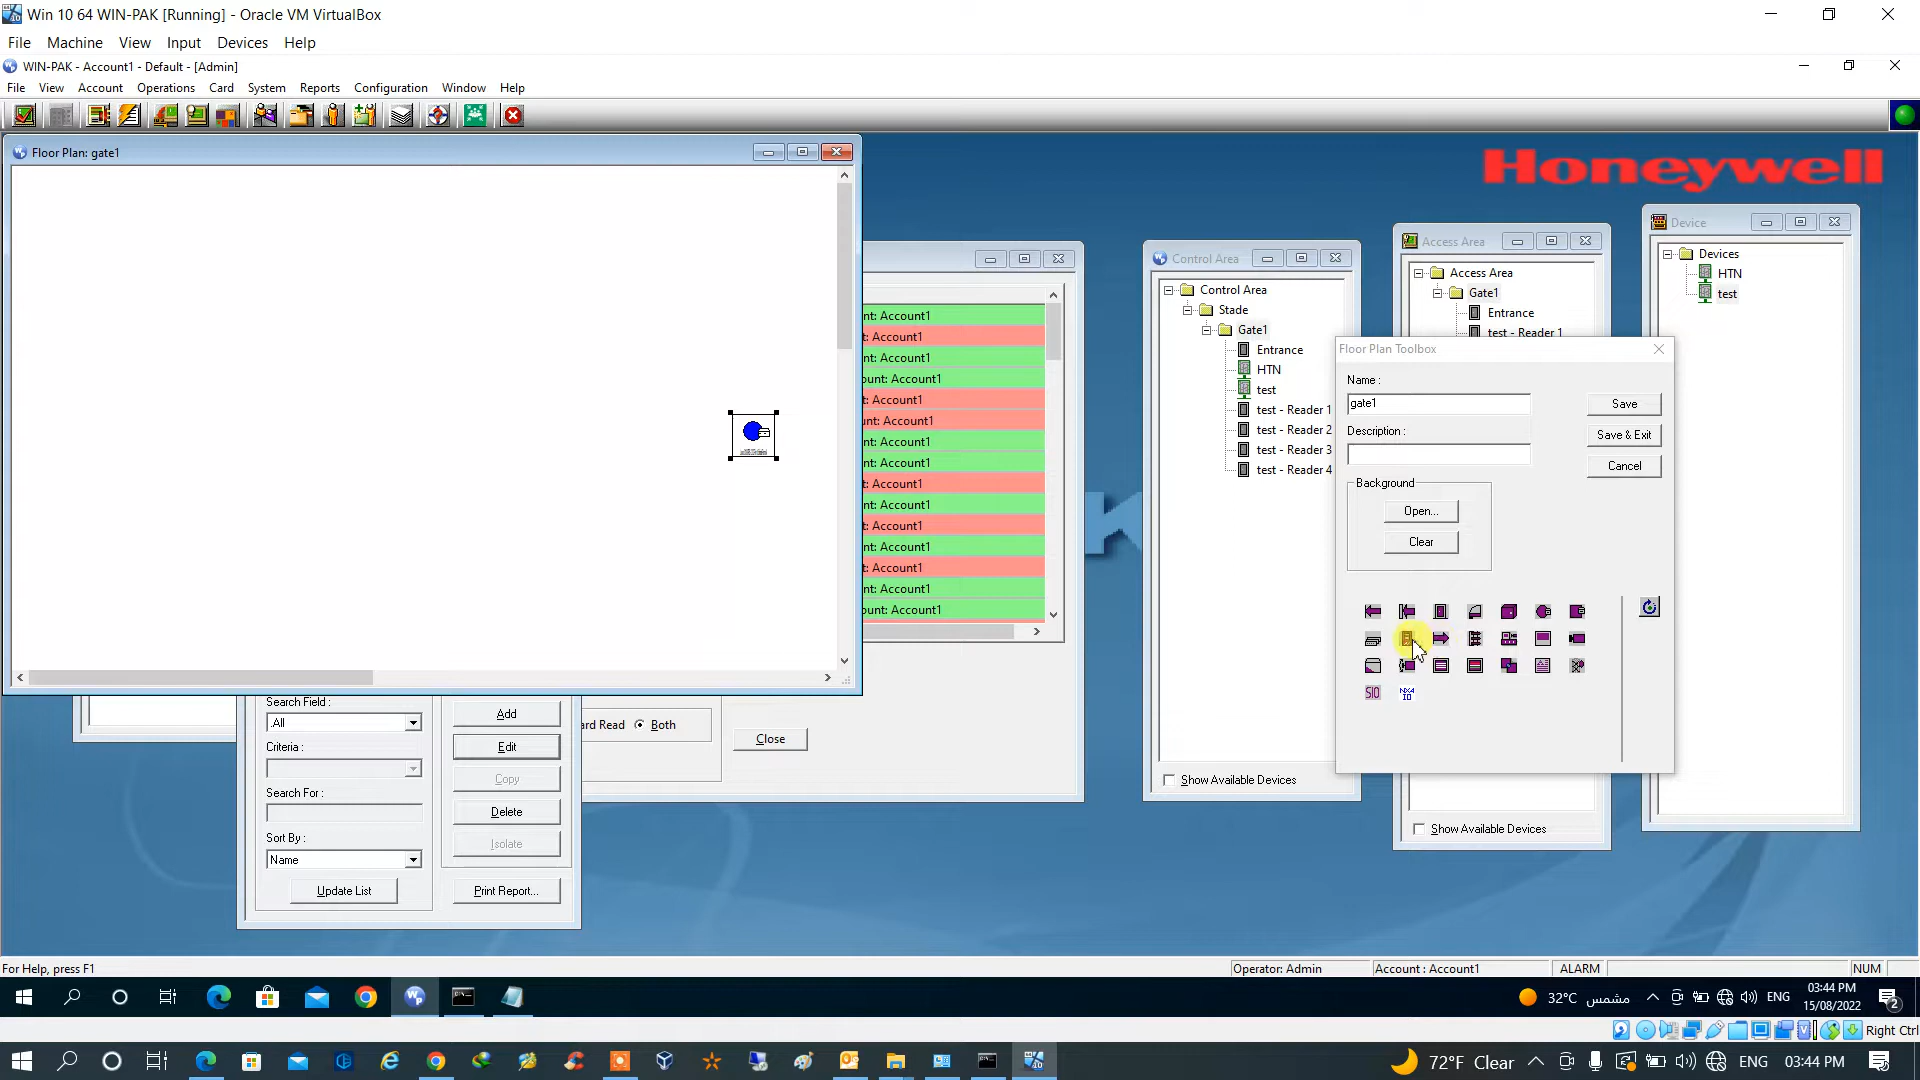 Win 10 64 WIN-PAK [Running] - Oracle VM VirtualBox
File Machine View Input Devices Help
WIN-PAK - Account1 - Default - [Admin]
File View Account Operations Card System Reports Configuration Window Help
Floor Plan: gate1
Honeywell
nt: Account1
t: Account1
nt: Account1
ount: Account1
t: Account1
unt: Account1
nt: Account1
nt: Account1
t: Account1
nt: Account1
t: Account1
nt: Account1
t: Account1
nt: Account1
ount: Account1
ard Read Both
Close
Search Field :
.All
Criteria :
Search For :
Sort By :
Name
Update List
Add
Edit
Copy
Delete
Isolate
Print Report...
Control Area
Control Area
Stade
Gate1
Entrance
HTN
test
test - Reader 1
test - Reader 2
test - Reader 3
test - Reader 4
Show Available Devices
Access Area
Access Area
Gate1
Entrance
test - Reader 1
Show Available Devices
Device
Devices
HTN
test
Floor Plan Toolbox
Name :
gate1
Description :
Save
Save & Exit
Cancel
Background
Open...
Clear
SIO
NX4
IO
For Help, press F1
Operator: Admin
Account : Account1
ALARM
NUM
32°C مشمس
ENG
03:44 PM
15/08/2022
2
Right Ctrl
72°F Clear
ENG
03:44 PM